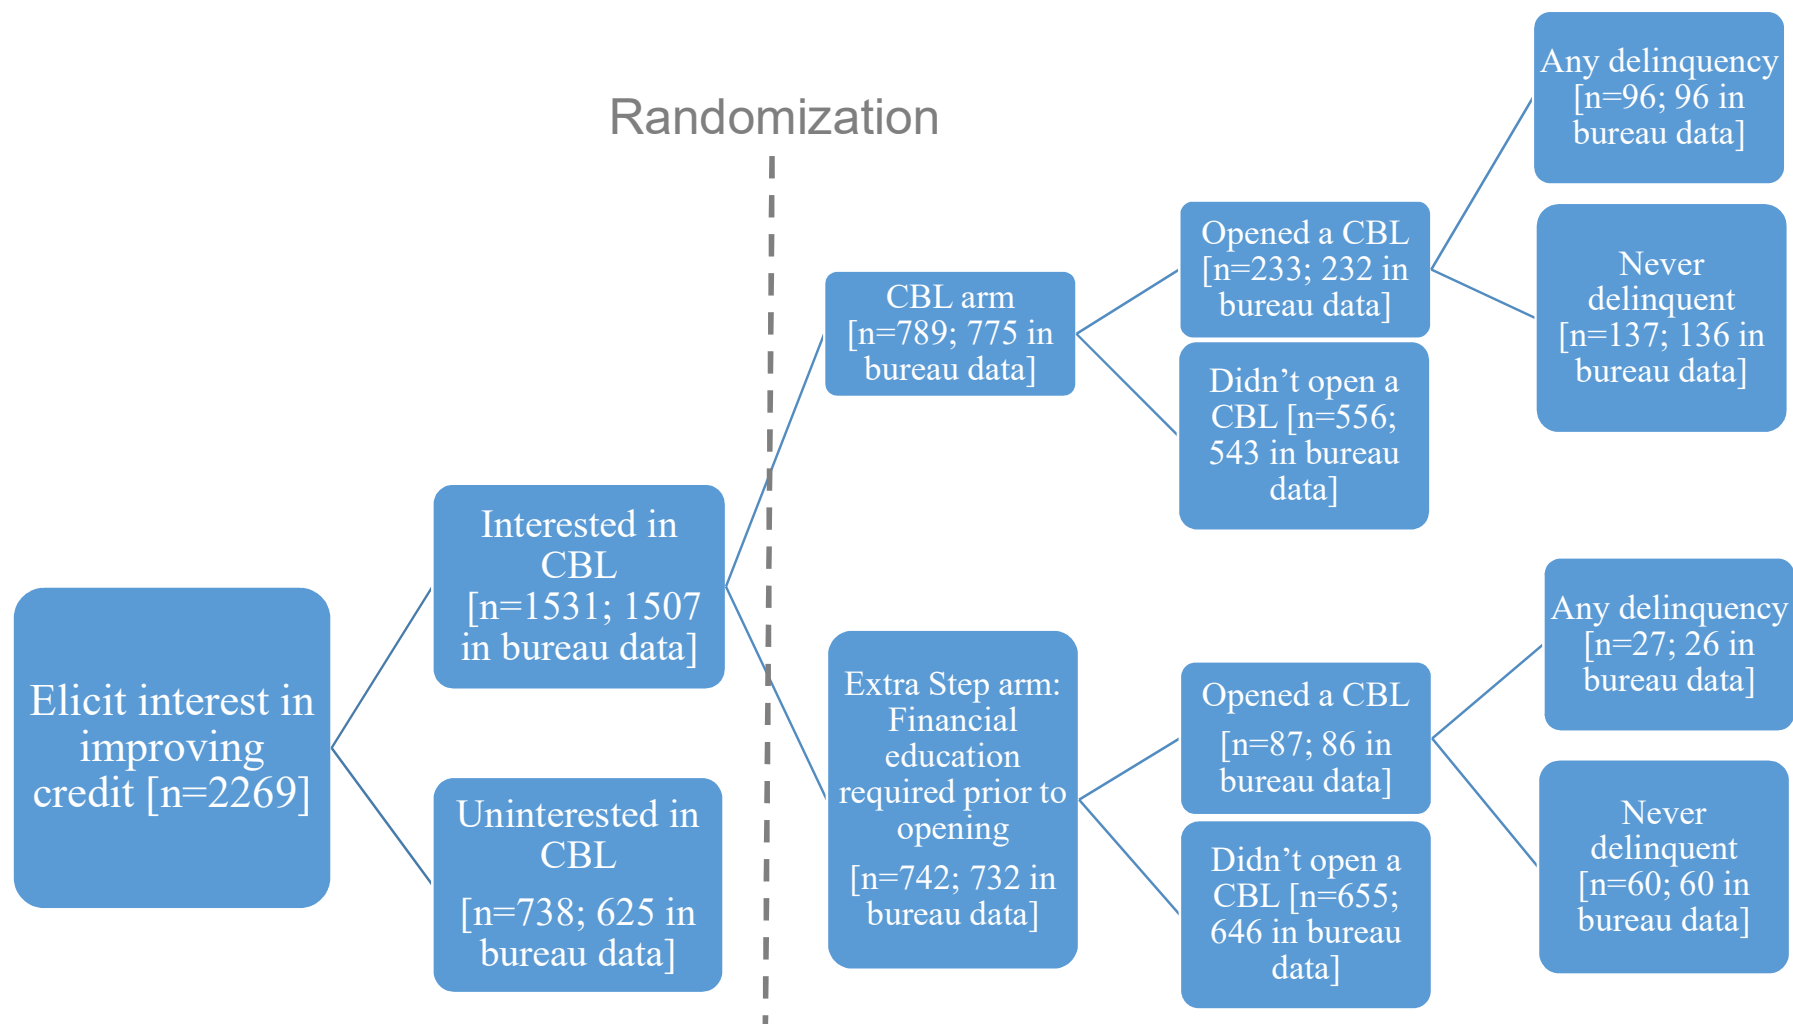 Randomization
Elicit interest in
improving
credit [n=2269]
Interested in
CBL
[n=1531; 1507
in bureau data]
Uninterested in
CBL
[n=738; 625 in
bureau data]
CBL arm
[n=789; 775 in
bureau data]
Extra Step arm:
Financial
education
required prior to
opening
[n=742; 732 in
bureau data]
Opened a CBL
[n=233; 232 in
bureau data]
Didn’t open a
CBL [n=556;
543 in bureau
data]
Opened a CBL
[n=87; 86 in
bureau data]
Didn’t open a
CBL [n=655;
646 in bureau
data]
Any delinquency
[n=96; 96 in
bureau data]
Never
delinquent
[n=137; 136 in
bureau data]
Any delinquency
[n=27; 26 in
bureau data]
Never
delinquent
[n=60; 60 in
bureau data]